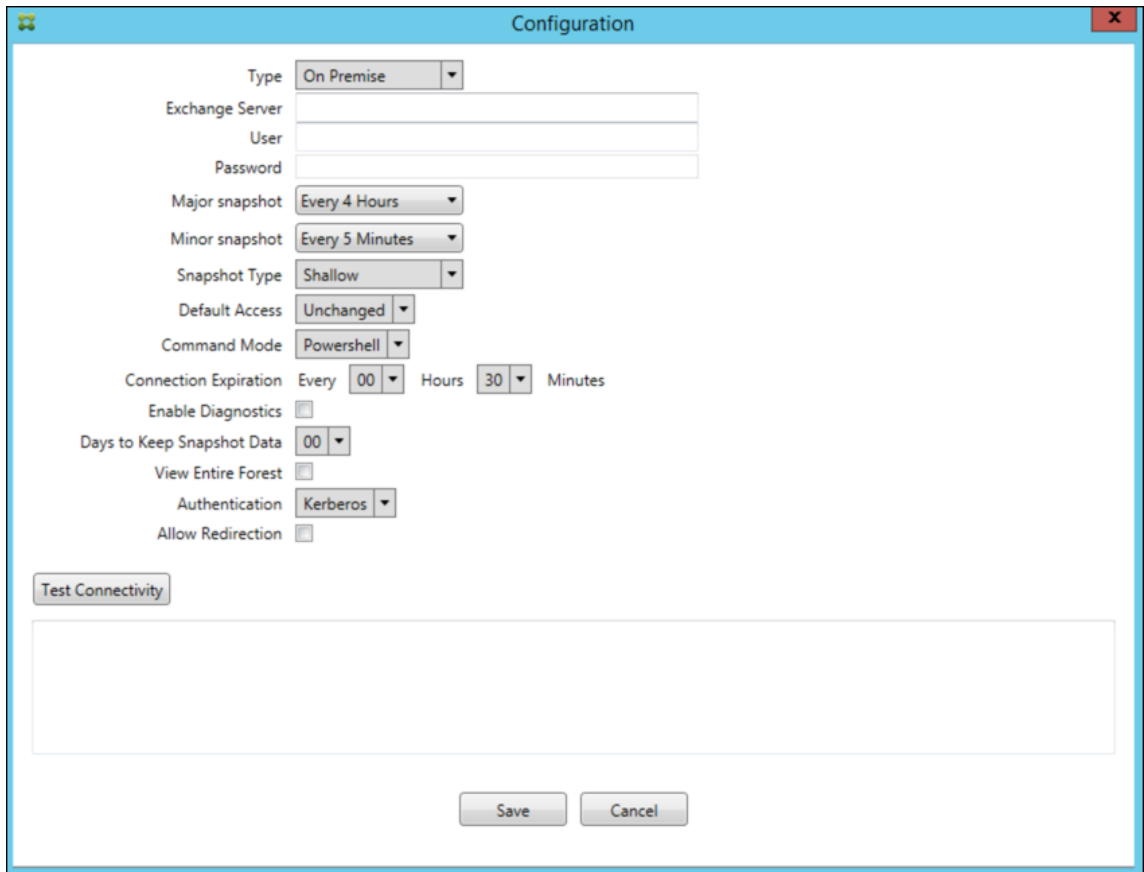 Configuration
x
Type On Premise
Exchange Server
User
Password
Major snapshot Every 4 Hours
Minor snapshot Every 5 Minutes
Snapshot Type Shallow
Default Access Unchanged
Command Mode Powershell
Connection Expiration Every 00 Hours 30 Minutes
Enable Diagnostics
Days to Keep Snapshot Data 00
View Entire Forest
Authentication Kerberos
Allow Redirection
Test Connectivity
Save Cancel